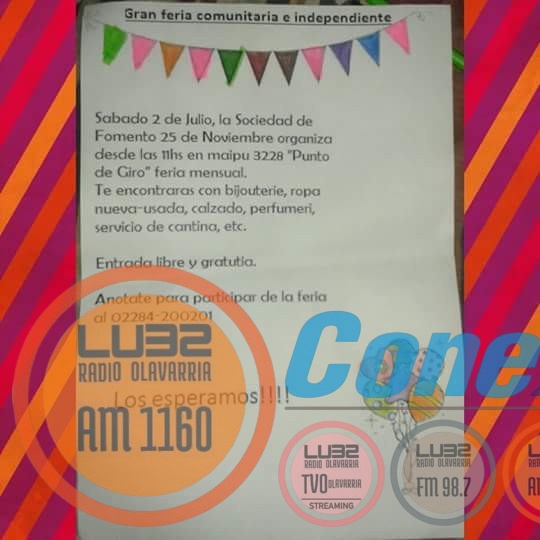 Gran feria comunitaria e independiente
Sabado 2 de Julio, la Sociedad de
Fomento 25 de Noviembre organiza
desde las 11hs en maipu 3228 "Punto
de Giro" feria mensual.
Te encontraras con bijouterie, ropa
nueva-usada, calzado, perfumeri,
servicio de cantina, etc.
Entrada libre y gratutia.
Anotate para participar de la feria
al 02284-200201
Los esperamos!!!!
LU32
RADIO OLAVARRIA
AM 1160
Cone
LU32
RADIO OLAVARRIA
TVOOLAVARRIA
STREAMING
LU32
RADIO OLAVARRIA
FM 98.7